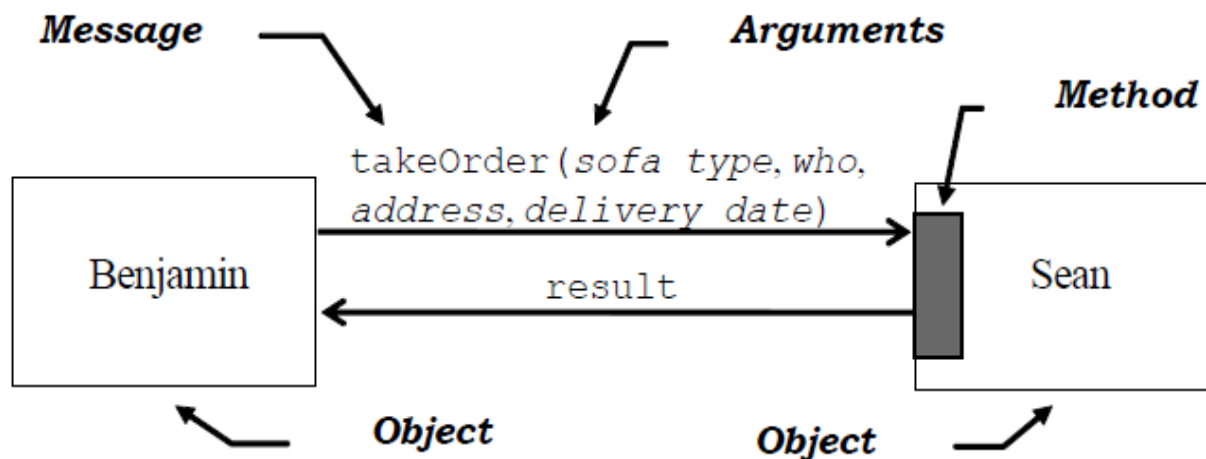 Message
Arguments
Method
takeOrder(sofa type, who,
address, delivery date)
Benjamin
result
Sean
Object
Object